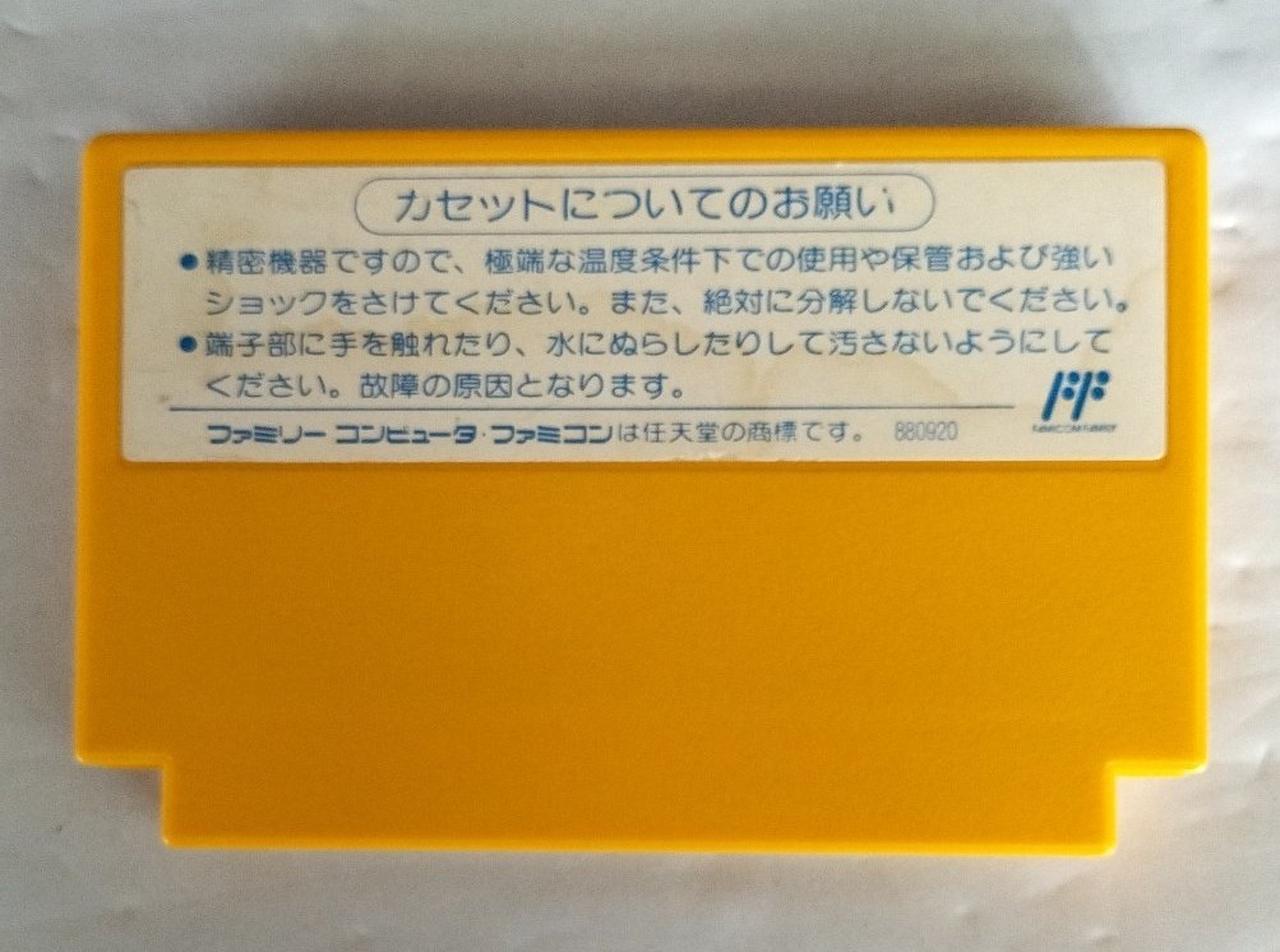 カセットについてのお願い
●精密機器ですので、極端な温度条件下での使用や保管および強い
ショックをさけてください。また、絶対に分解しないでください。
●端子部に手を触れたり、水にぬらしたりして汚さないようにして
ください。故障の原因となります。
ファミリー コンピュータ・ファミコンは任天堂の商標です。 880920
FF
FAMICOM FAMILY